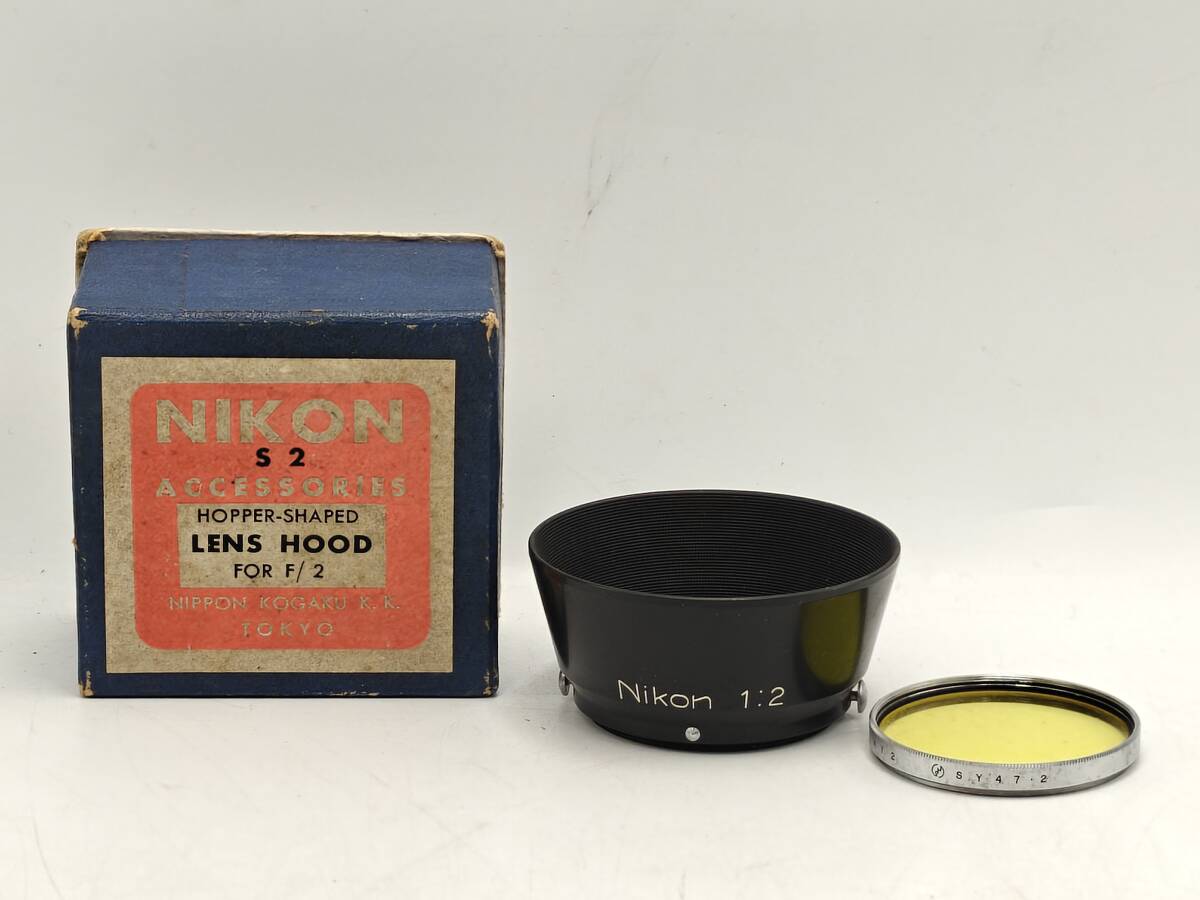 NIKON
S 2
ACCESSORIES
HOPPER-SHAPED
LENS HOOD
FOR F/2
NIPPON KOGAKU K. K.
TOKYO
Nikon 1:2
SY47·2